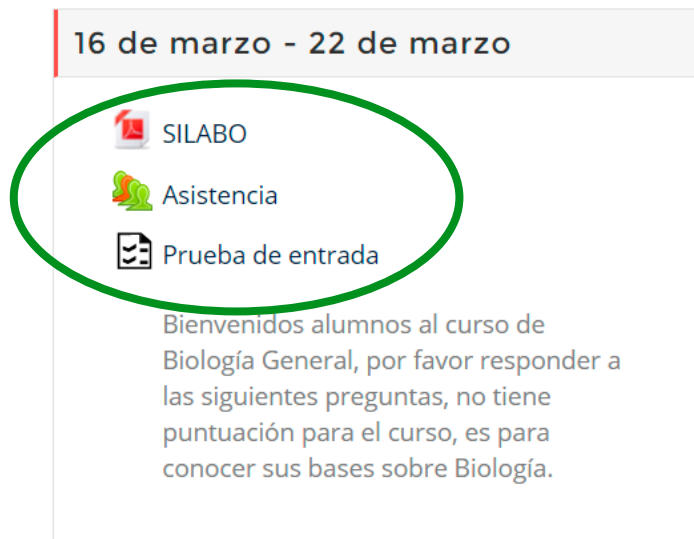 16 de marzo - 22 de marzo
SILABO
Asistencia
Prueba de entrada
Bienvenidos alumnos al curso de
Biología General, por favor responder a
las siguientes preguntas, no tiene
puntuación para el curso, es para
conocer sus bases sobre Biología.